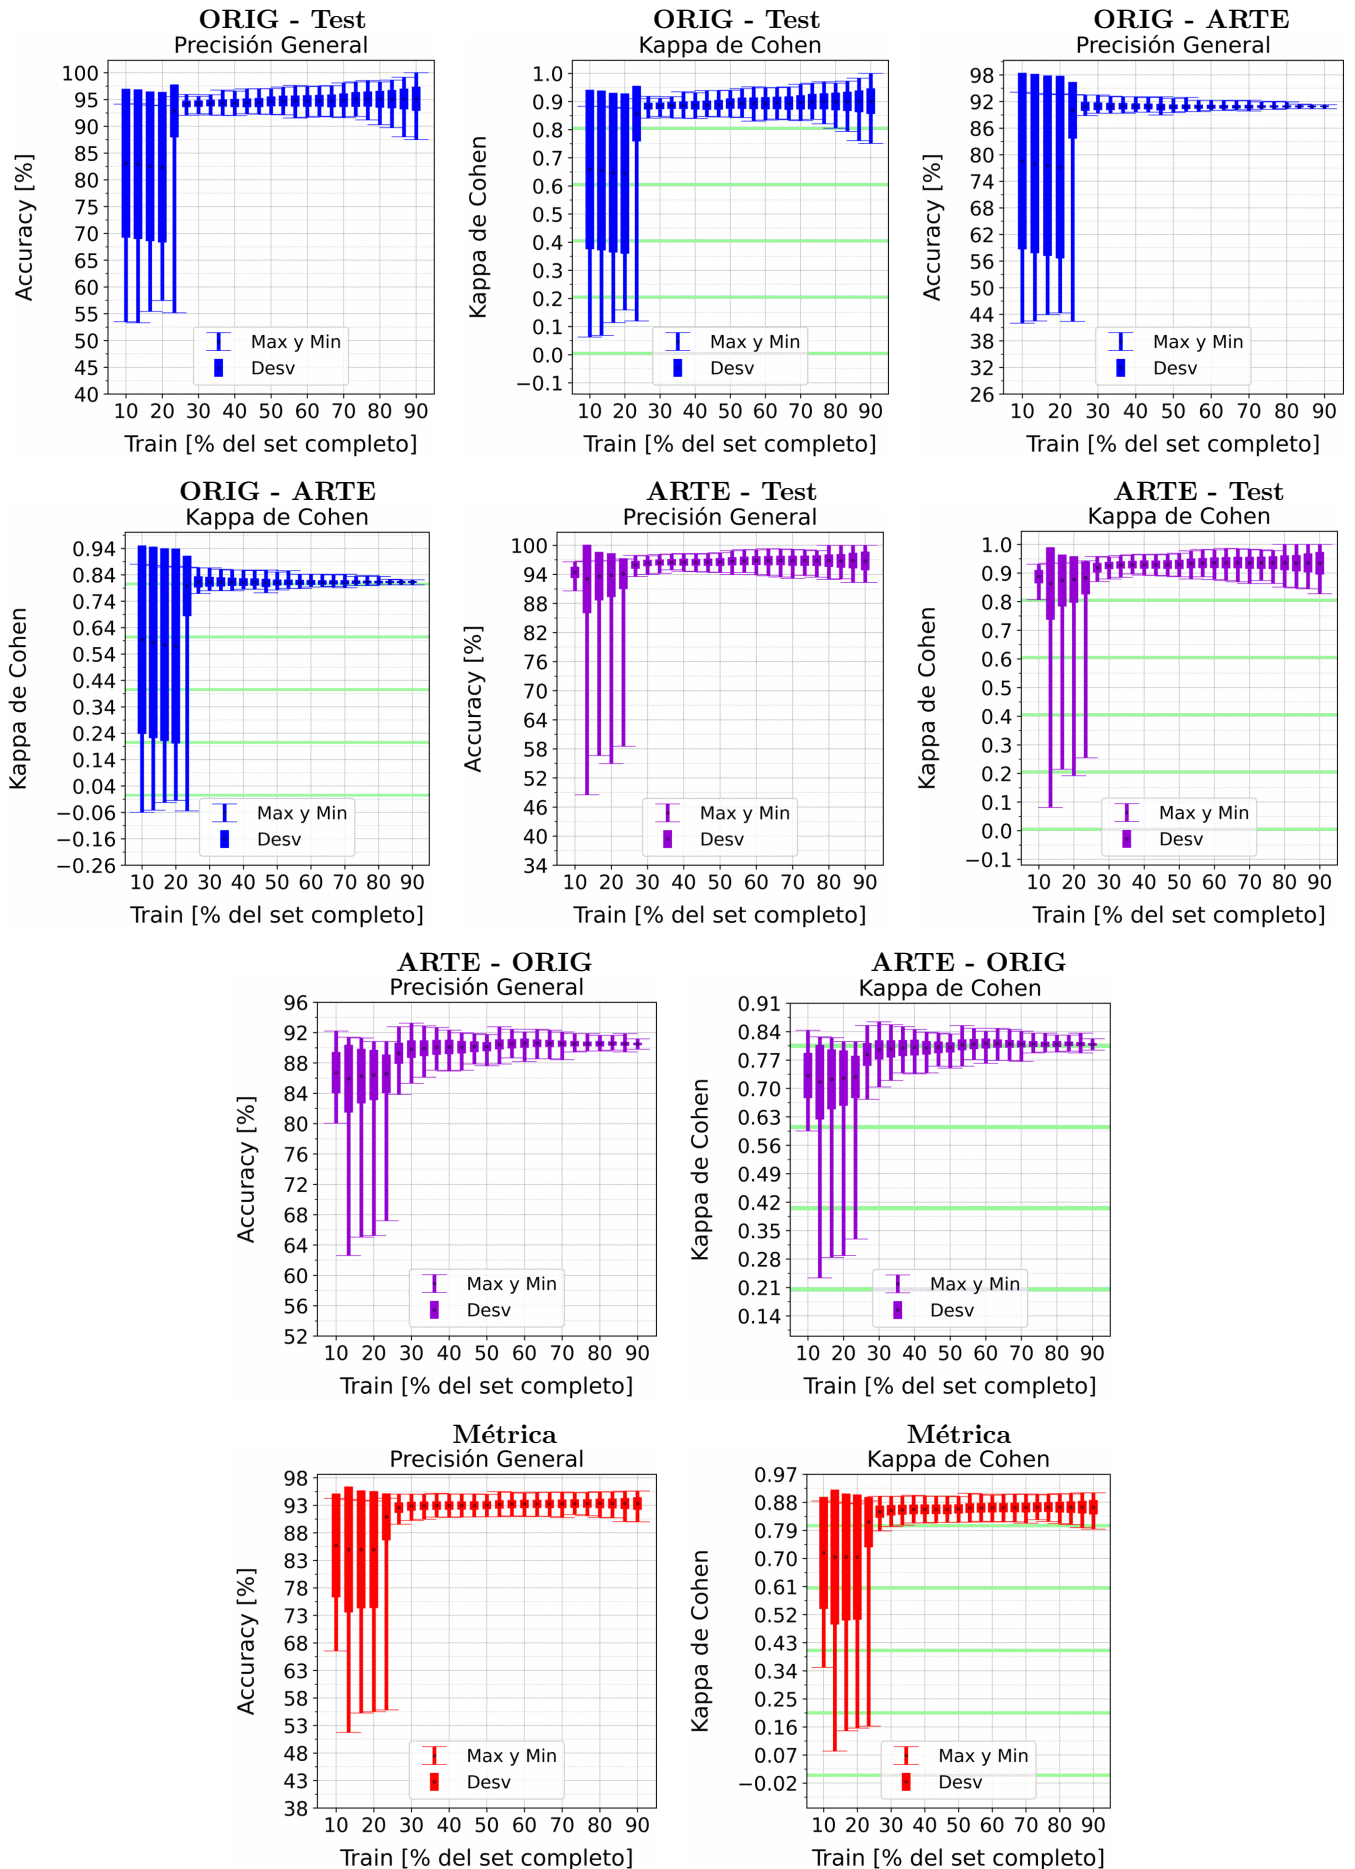 ORIG - Test
Precisión General
Accuracy [%]
100
95
90
85
80
75
70
65
60
55
50
45
40
Max y Min
Desv
10 20 30 40 50 60 70 80 90
Train [% del set completo]
ORIG - Test
Kappa de Cohen
Kappa de Cohen
1.0
0.9
0.8
0.7
0.6
0.5
0.4
0.3
0.2
0.1
0.0
−0.1
Max y Min
Desv
10 20 30 40 50 60 70 80 90
Train [% del set completo]
ORIG - ARTE
Precisión General
Accuracy [%]
98
92
86
80
74
68
62
56
50
44
38
32
26
Max y Min
Desv
10 20 30 40 50 60 70 80 90
Train [% del set completo]
ORIG - ARTE
Kappa de Cohen
Kappa de Cohen
0.94
0.84
0.74
0.64
0.54
0.44
0.34
0.24
0.14
0.04
−0.06
−0.16
−0.26
Max y Min
Desv
10 20 30 40 50 60 70 80 90
Train [% del set completo]
ARTE - Test
Precisión General
Accuracy [%]
100
94
88
82
76
70
64
58
52
46
40
34
Max y Min
Desv
10 20 30 40 50 60 70 80 90
Train [% del set completo]
ARTE - Test
Kappa de Cohen
Kappa de Cohen
1.0
0.9
0.8
0.7
0.6
0.5
0.4
0.3
0.2
0.1
0.0
−0.1
Max y Min
Desv
10 20 30 40 50 60 70 80 90
Train [% del set completo]
ARTE - ORIG
Precisión General
Accuracy [%]
96
92
88
84
80
76
72
68
64
60
56
52
Max y Min
Desv
10 20 30 40 50 60 70 80 90
Train [% del set completo]
ARTE - ORIG
Kappa de Cohen
Kappa de Cohen
0.91
0.84
0.77
0.70
0.63
0.56
0.49
0.42
0.35
0.28
0.21
0.14
Max y Min
Desv
10 20 30 40 50 60 70 80 90
Train [% del set completo]
Métrica
Precisión General
Accuracy [%]
98
93
88
83
78
73
68
63
58
53
48
43
38
Max y Min
Desv
10 20 30 40 50 60 70 80 90
Train [% del set completo]
Métrica
Kappa de Cohen
Kappa de Cohen
0.97
0.88
0.79
0.70
0.61
0.52
0.43
0.34
0.25
0.16
0.07
−0.02
Max y Min
Desv
10 20 30 40 50 60 70 80 90
Train [% del set completo]